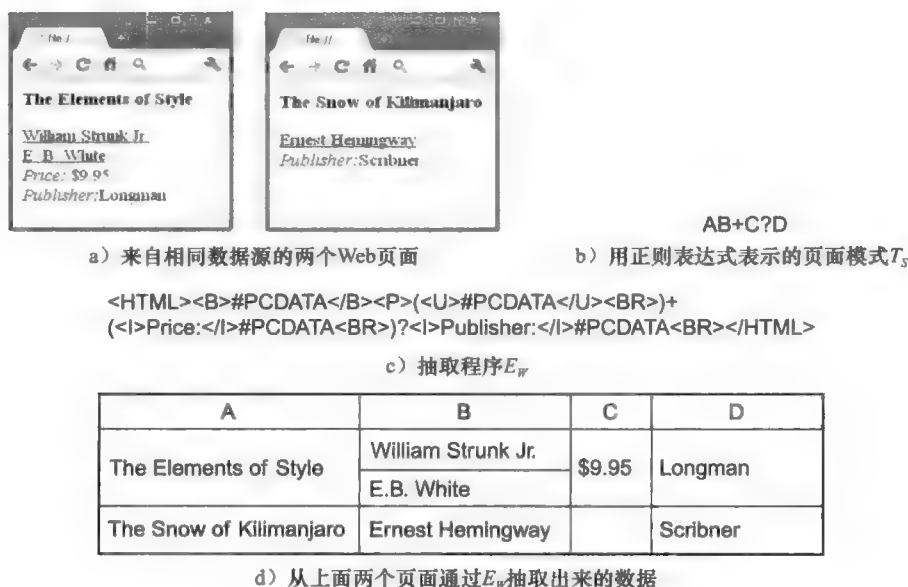 The Elements of Style
William Strunk Jr.
E. B. White
Price: $9.95
Publisher:Longman
The Snow of Kilimanjaro
Ernest Hemingway
Publisher:Scribner
a）来自相同数据源的两个Web页面
AB+C?D
b）用正则表达式表示的页面模式Ts
<HTML><B>#PCDATA</B><P>(<U>#PCDATA</U><BR>)+
(<I>Price:</I>#PCDATA<BR>)?<I>Publisher:</I>#PCDATA<BR></HTML>
c）抽取程序Ew
A B C D
The Elements of Style William Strunk Jr. $9.95 Longman
E.B. White
The Snow of Kilimanjaro Ernest Hemingway Scribner
d）从上面两个页面通过Ew抽取出来的数据